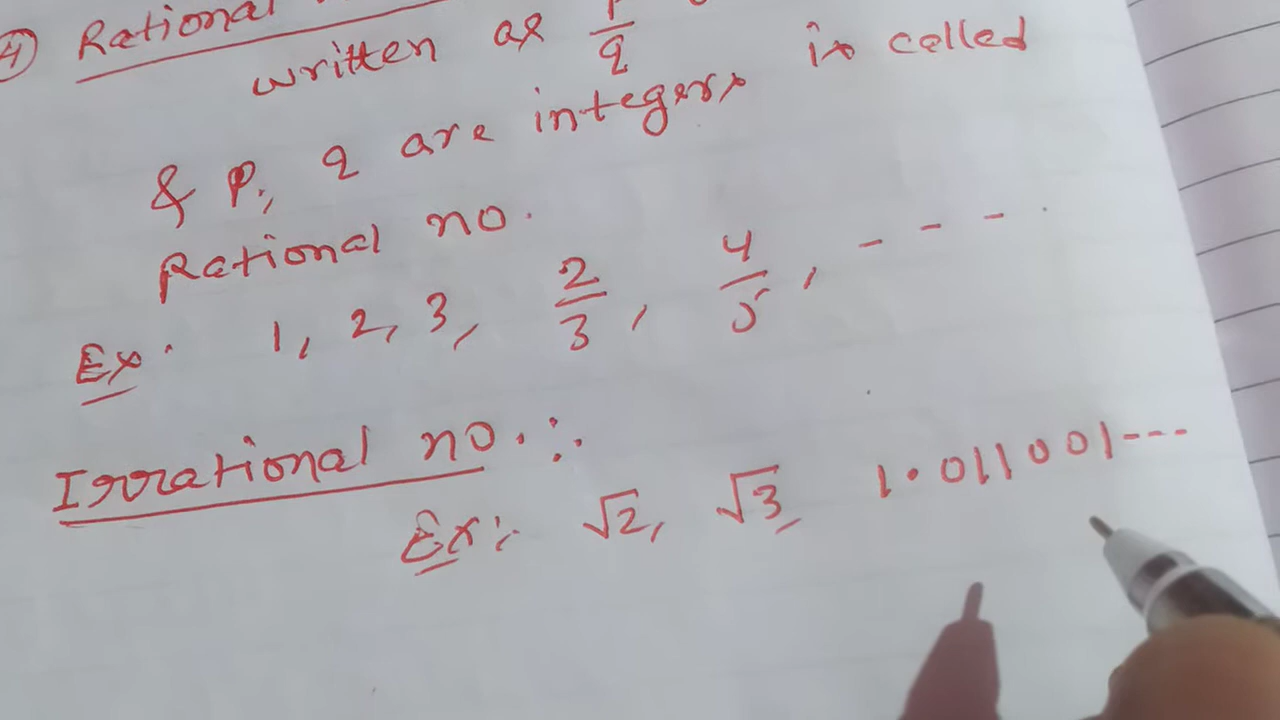 ④ Rational
written as p/q
& P, q are integers is called
Rational no.
Ex: 1, 2, 3, 2/3, 4/5, - - - .
Irrational no. :
Ex: √2, √3, 1.011001---